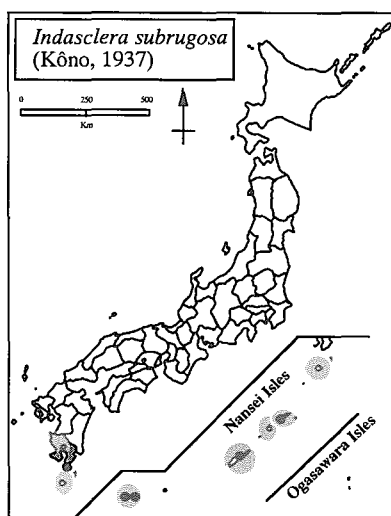 Indasclera subrugosa
(Kôno, 1937)
0 250 500
Km
Nansei Isles
Ogasawara Isles